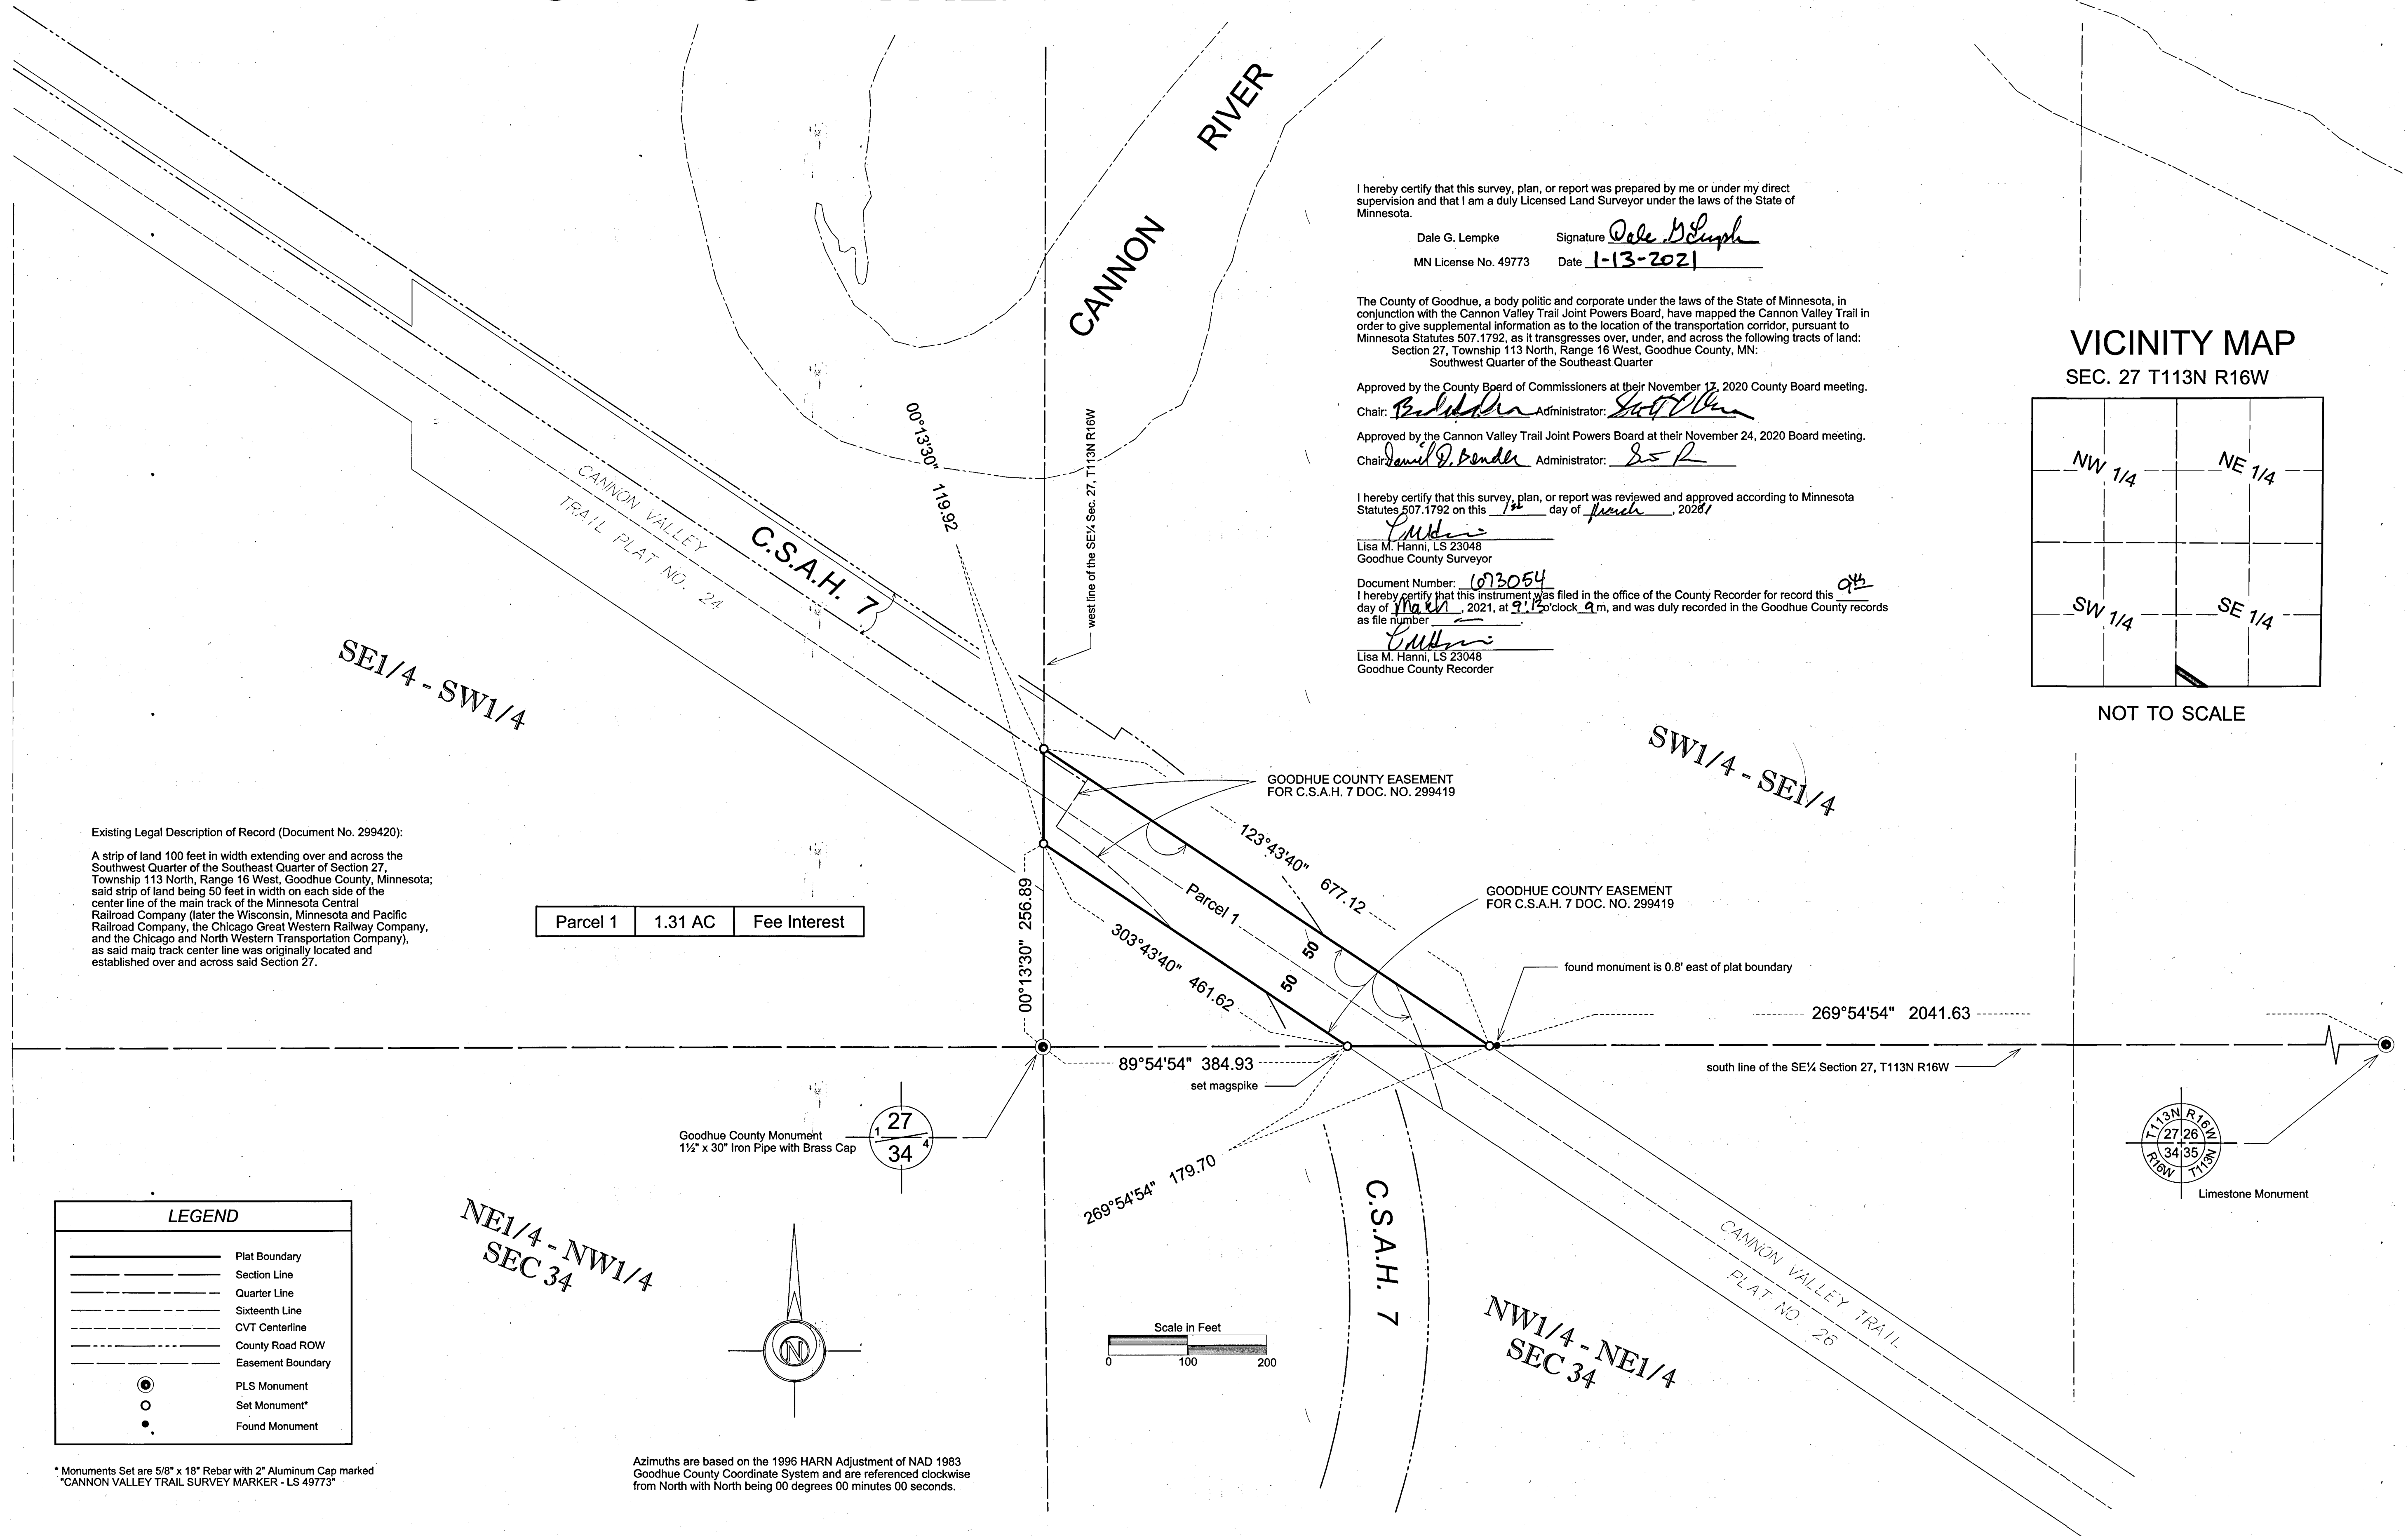 CANNON RIVER
I hereby certify that this survey, plan, or report was prepared by me or under my direct
supervision and that I am a duly Licensed Land Surveyor under the laws of the State of
Minnesota.
Dale G. Lempke Signature
MN License No. 49773 Date 1-13-2021
The County of Goodhue, a body politic and corporate under the laws of the State of Minnesota, in
conjunction with the Cannon Valley Trail Joint Powers Board, have mapped the Cannon Valley Trail in
order to give supplemental information as to the location of the transportation corridor, pursuant to
Minnesota Statutes 507.1792, as it transgresses over, under, and across the following tracts of land:
Section 27, Township 113 North, Range 16 West, Goodhue County, MN:
Southwest Quarter of the Southeast Quarter
Approved by the County Board of Commissioners at their November 17, 2020 County Board meeting.
Chair: Administrator:
Approved by the Cannon Valley Trail Joint Powers Board at their November 24, 2020 Board meeting.
Chair: Daniel D. Bender Administrator:
I hereby certify that this survey, plan, or report was reviewed and approved according to Minnesota
Statutes 507.1792 on this 1st day of March, 2021
Lisa M. Hanni, LS 23048
Goodhue County Surveyor
Document Number: 673054
I hereby certify that this instrument was filed in the office of the County Recorder for record this 9th
day of March, 2021, at 9:13 o'clock a m, and was duly recorded in the Goodhue County records
as file number
Lisa M. Hanni, LS 23048
Goodhue County Recorder
VICINITY MAP
SEC. 27 T113N R16W
NW 1/4
NE 1/4
SW 1/4
SE 1/4
NOT TO SCALE
00°13'30" 119.92
west line of the SE¼ Sec. 27, T113N R16W
CANNON VALLEY
TRAIL PLAT NO. 24
C.S.A.H. 7
SE1/4 - SW1/4
SW1/4 - SE1/4
GOODHUE COUNTY EASEMENT
FOR C.S.A.H. 7 DOC. NO. 299419
123°43'40" 677.12
Parcel 1
50
50
GOODHUE COUNTY EASEMENT
FOR C.S.A.H. 7 DOC. NO. 299419
303°43'40" 461.62
00°13'30" 256.89
found monument is 0.8' east of plat boundary
269°54'54" 2041.63
Existing Legal Description of Record (Document No. 299420):
A strip of land 100 feet in width extending over and across the
Southwest Quarter of the Southeast Quarter of Section 27,
Township 113 North, Range 16 West, Goodhue County, Minnesota;
said strip of land being 50 feet in width on each side of the
center line of the main track of the Minnesota Central
Railroad Company (later the Wisconsin, Minnesota and Pacific
Railroad Company, the Chicago Great Western Railway Company,
and the Chicago and North Western Transportation Company),
as said main track center line was originally located and
established over and across said Section 27.
Parcel 1 1.31 AC Fee Interest
89°54'54" 384.93
set magspike
south line of the SE¼ Section 27, T113N R16W
Goodhue County Monument
1½" x 30" Iron Pipe with Brass Cap
27
1 4
34
269°54'54" 179.70
T113N R16W
27 26
34 35
R16W T113N
Limestone Monument
C.S.A.H. 7
CANNON VALLEY TRAIL
PLAT NO. 26
NE1/4 - NW1/4
SEC 34
NW1/4 - NE1/4
SEC 34
LEGEND
Plat Boundary
Section Line
Quarter Line
Sixteenth Line
CVT Centerline
County Road ROW
Easement Boundary
PLS Monument
Set Monument*
Found Monument
* Monuments Set are 5/8" x 18" Rebar with 2" Aluminum Cap marked
"CANNON VALLEY TRAIL SURVEY MARKER - LS 49773"
N
Scale in Feet
0 100 200
Azimuths are based on the 1996 HARN Adjustment of NAD 1983
Goodhue County Coordinate System and are referenced clockwise
from North with North being 00 degrees 00 minutes 00 seconds.